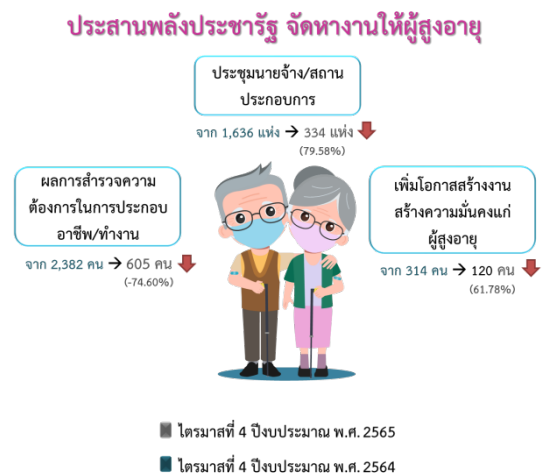 ประสานพลังประชารัฐ จัดหางานให้ผู้สูงอายุ
ประชุมนายจ้าง/สถาน
ประกอบการ
จาก 1,636 แห่ง → 334 แห่ง
(79.58%)
ผลการสำรวจความ
ต้องการในการประกอบ
อาชีพ/ทำงาน
จาก 2,382 คน → 605 คน
(-74.60%)
เพิ่มโอกาสสร้างงาน
สร้างความมั่นคงแก่
ผู้สูงอายุ
จาก 314 คน → 120 คน
(61.78%)
ไตรมาสที่ 4 ปีงบประมาณ พ.ศ. 2565
ไตรมาสที่ 4 ปีงบประมาณ พ.ศ. 2564